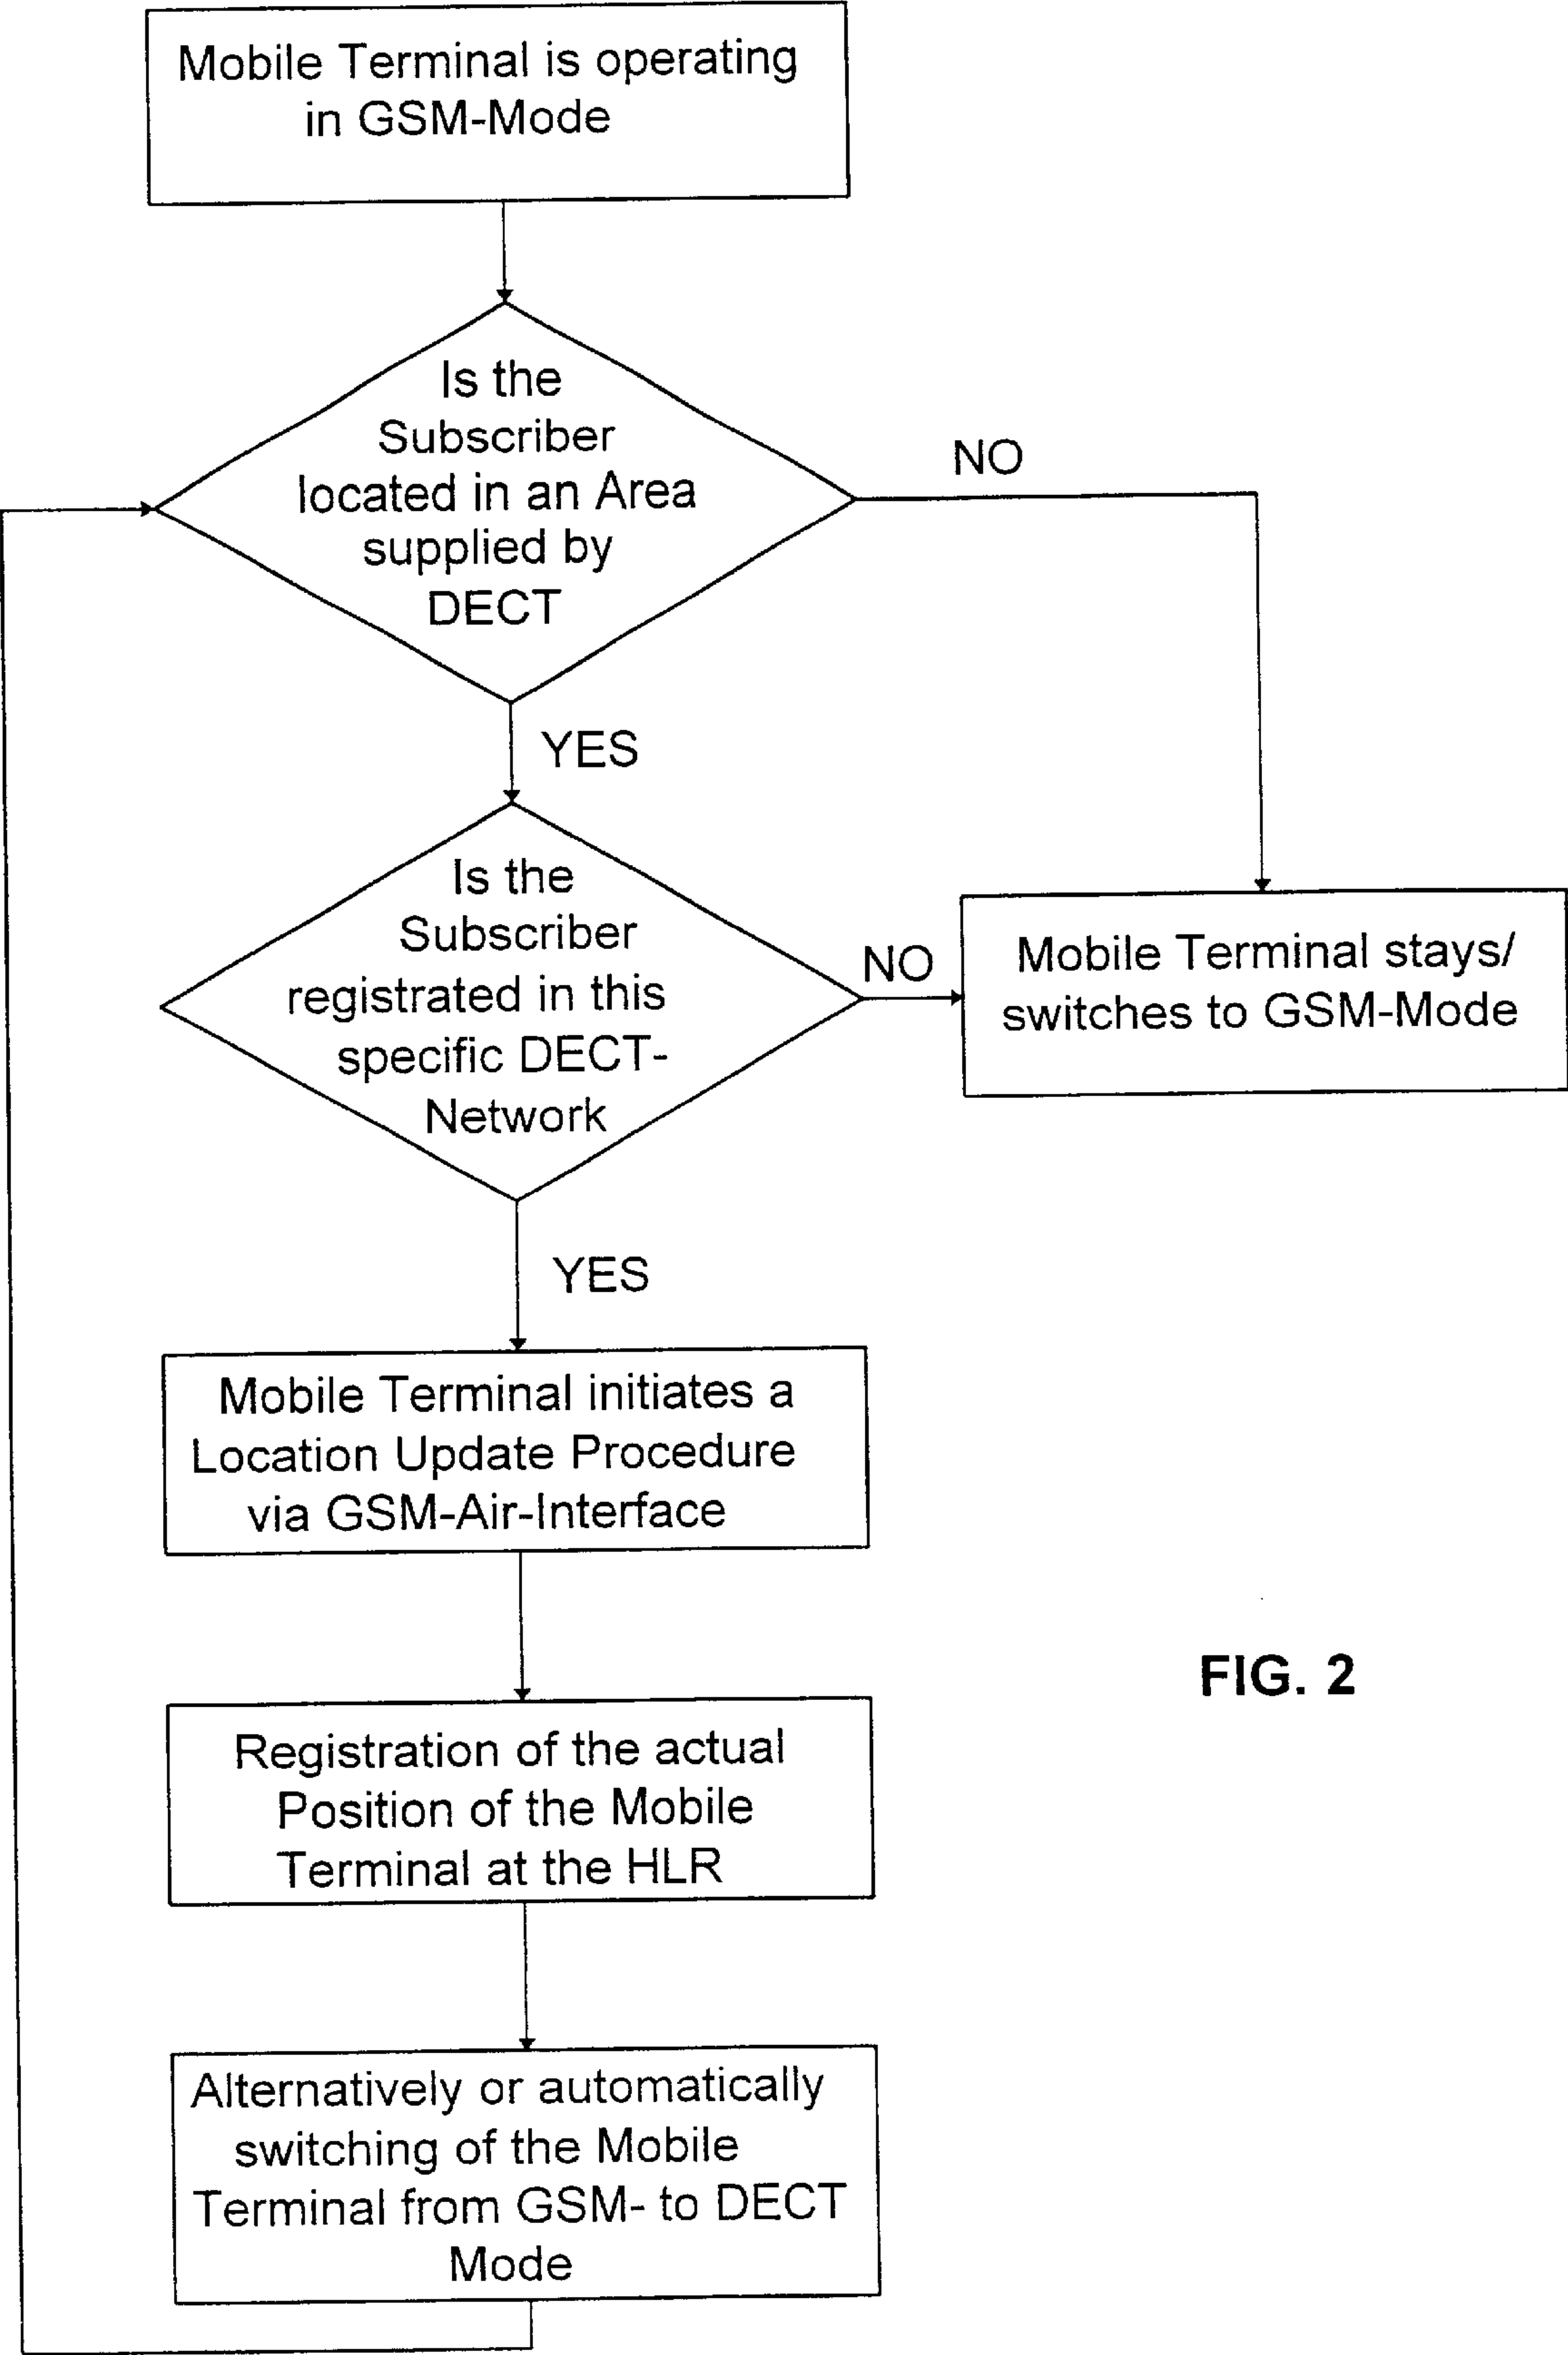 Mobile Terminal is operating
in GSM-Mode
Is the
Subscriber
located in an Area
supplied by
DECT
NO
YES
Is the
Subscriber
registrated in this
specific DECT-
Network
NO
Mobile Terminal stays/
switches to GSM-Mode
YES
Mobile Terminal initiates a
Location Update Procedure
via GSM-Air-Interface
Registration of the actual
Position of the Mobile
Terminal at the HLR
Alternatively or automatically
switching of the Mobile
Terminal from GSM- to DECT
Mode
FIG. 2